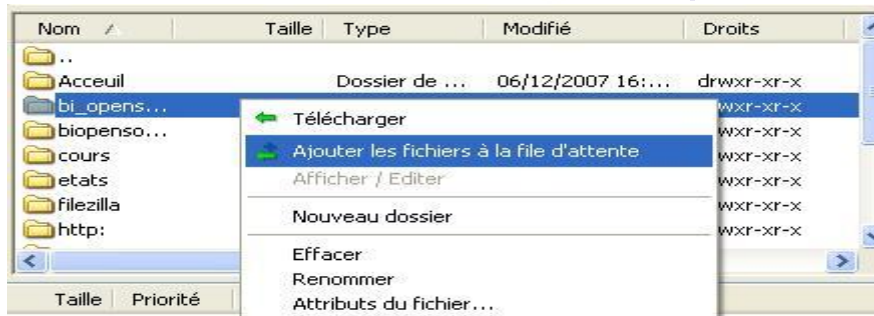 Nom Taille Type Modifié Droits
..
Acceuil Dossier de ... 06/12/2007 16:... drwxr-xr-x
bi_opens... wxr-xr-x
Télécharger
biopenso... wxr-xr-x
Ajouter les fichiers à la file d'attente
cours wxr-xr-x
Afficher / Editer
etats wxr-xr-x
filezilla wxr-xr-x
Nouveau dossier
http: wxr-xr-x
Effacer
Renommer
Taille Priorité
Attributs du fichier...